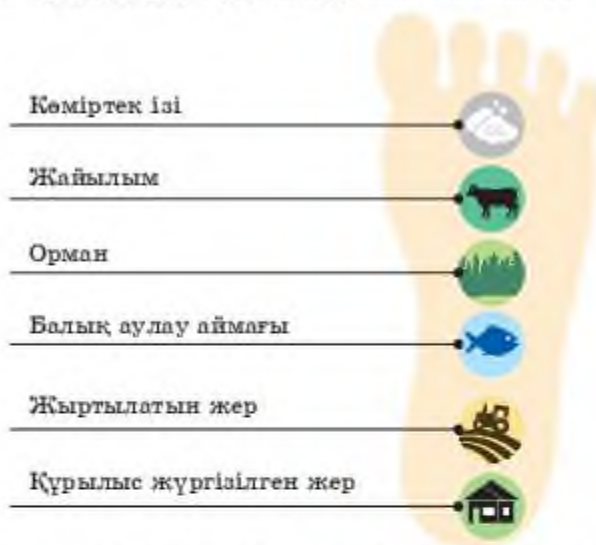 Көміртек ізі
Жайылым
Орман
Балық аулау аймағы
Жыртылатын жер
Құрылыс жүргізілген жер